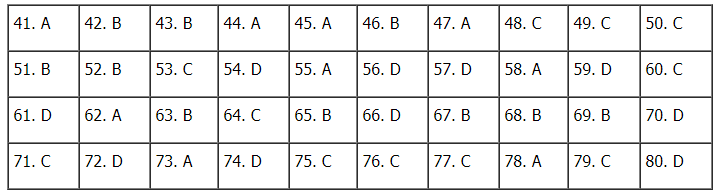 41. A 42. B 43. B 44. A 45. A 46. B 47. A 48. C 49. C 50. C
51. B 52. B 53. C 54. D 55. A 56. D 57. D 58. A 59. D 60. C
61. D 62. A 63. B 64. C 65. B 66. D 67. B 68. B 69. B 70. D
71. C 72. D 73. A 74. D 75. C 76. C 77. C 78. A 79. C 80. D